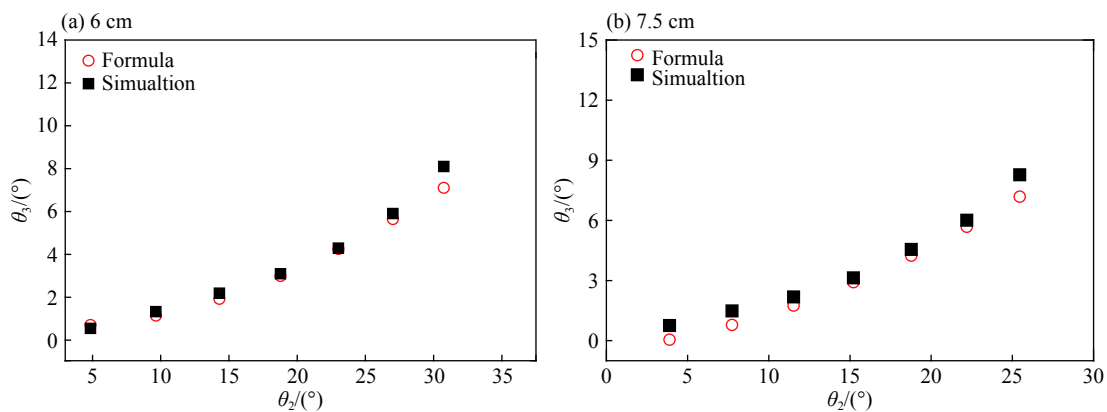 (a) 6 cm
14
12
10
8
6
4
2
0
θ3/(°)
Formula
Simualtion
5 10 15 20 25 30 35
θ2/(°)
(b) 7.5 cm
15
12
9
6
3
0
θ3/(°)
Formula
Simualtion
0 5 10 15 20 25 30
θ2/(°)